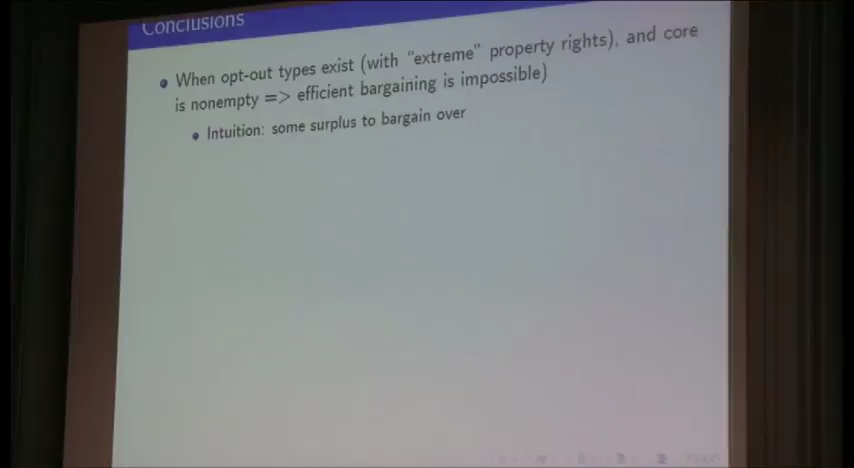 Conclusions
When opt-out types exist (with "extreme" property rights), and core
is nonempty => efficient bargaining is impossible)
Intuition: some surplus to bargain over